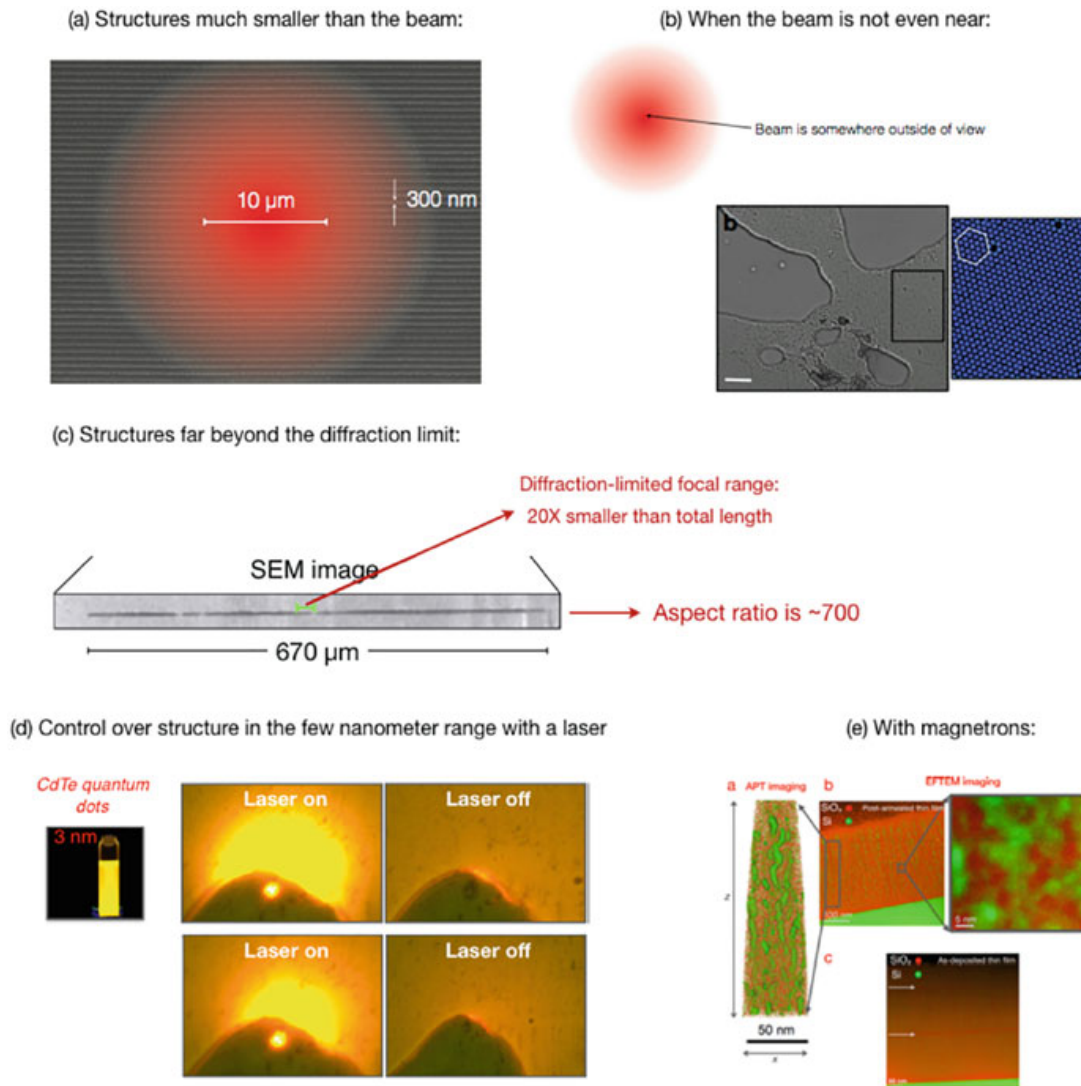 (a) Structures much smaller than the beam:
10 µm
300 nm
(b) When the beam is not even near:
Beam is somewhere outside of view
b
(c) Structures far beyond the diffraction limit:
Diffraction-limited focal range:
20X smaller than total length
SEM image
Aspect ratio is ~700
670 µm
(d) Control over structure in the few nanometer range with a laser
CdTe quantum
dots
3 nm
Laser on
Laser off
Laser on
Laser off
(e) With magnetrons:
a APT imaging
z
50 nm
x
b
EFTEM imaging
SiO₂
Post-annealed thin film
Si
100 nm
5 nm
c
SiO₂
As-deposited thin film
Si